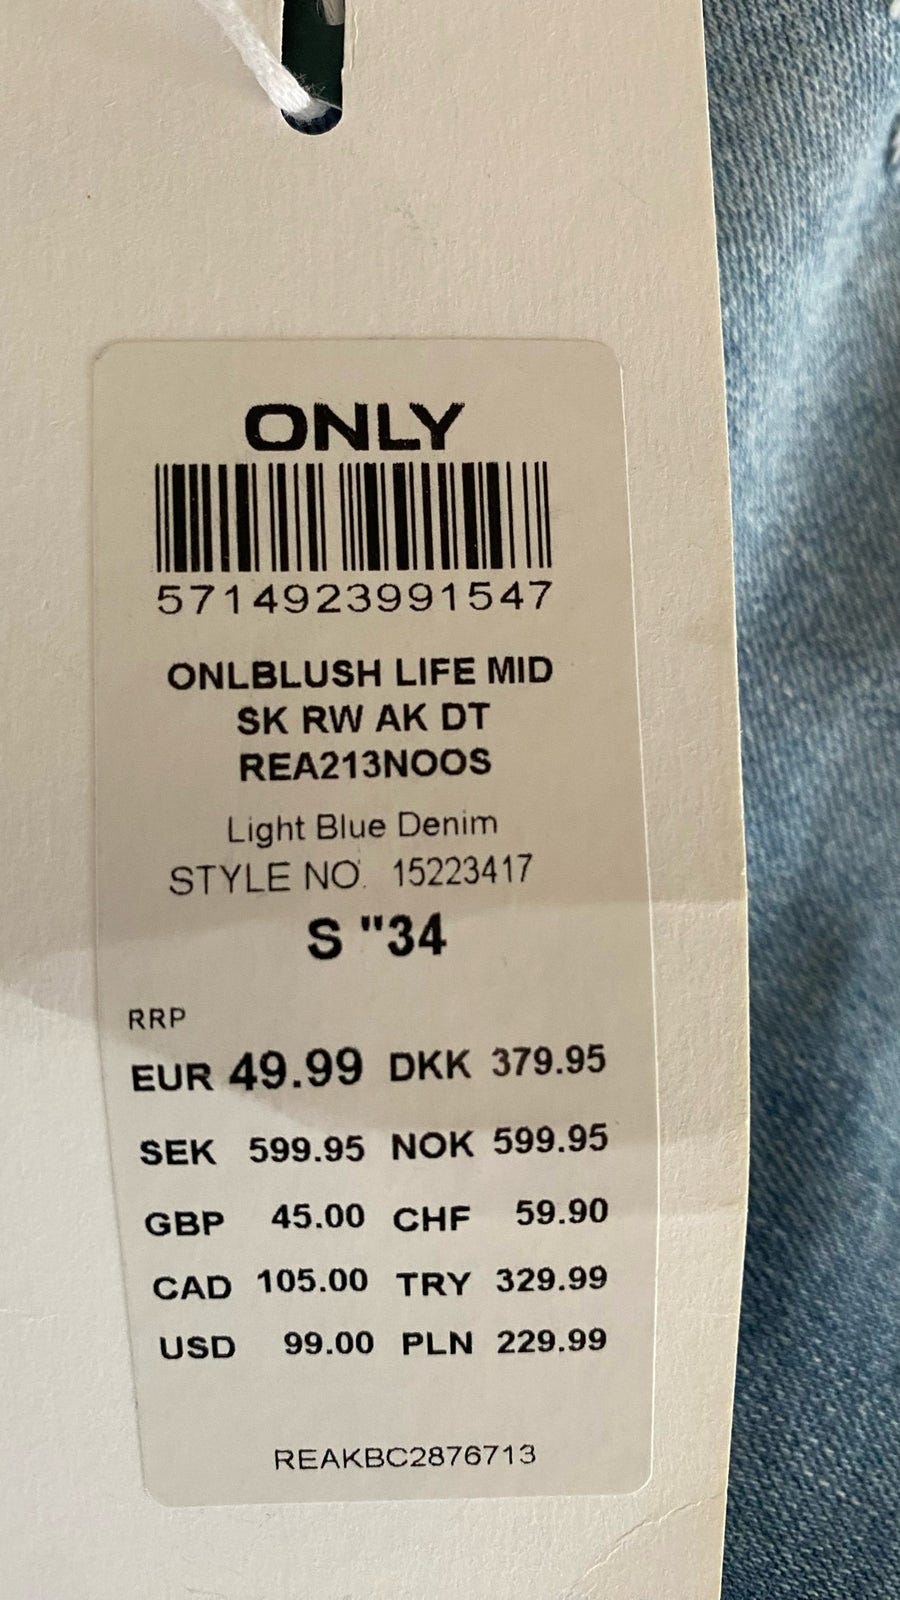 ONLY
5714923991547
ONLBLUSH LIFE MID
SK RW AK DT
REA213NOOS
Light Blue Denim
STYLE NO. 15223417
S "34
RRP
EUR 49.99 DKK 379.95
SEK 599.95 NOK 599.95
GBP 45.00 CHF 59.90
CAD 105.00 TRY 329.99
USD 99.00 PLN 229.99
REAKBC2876713